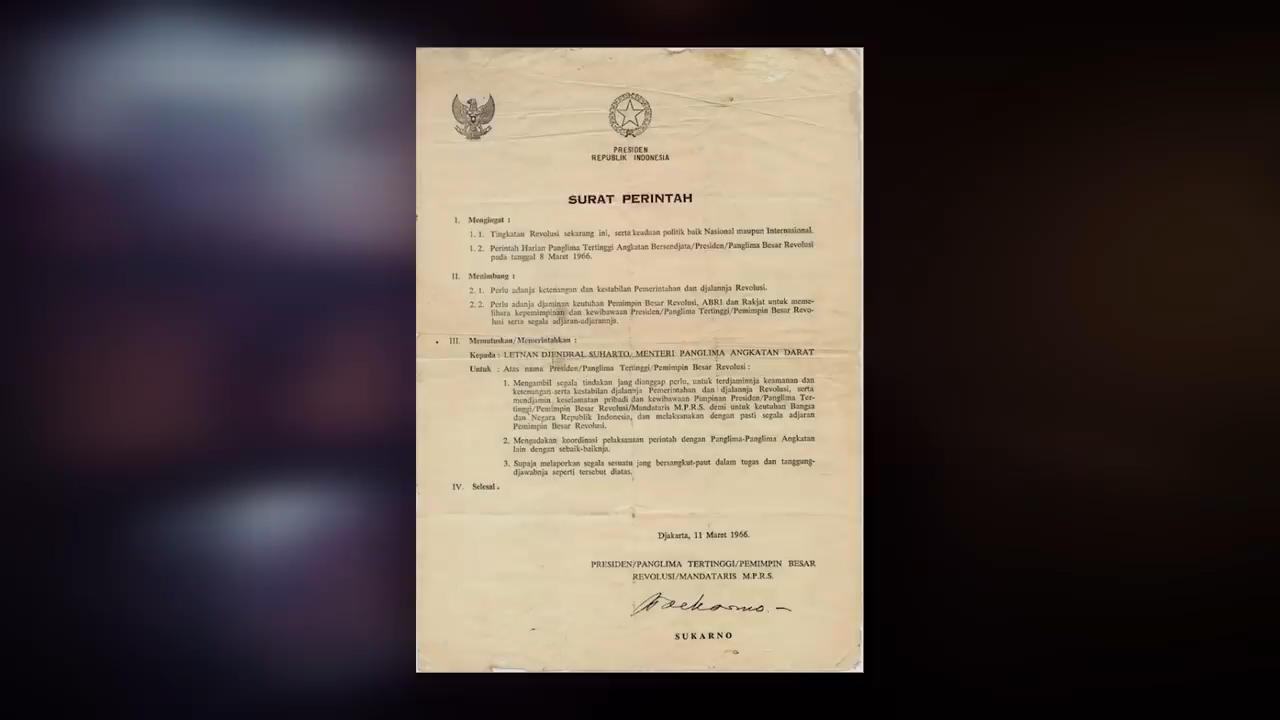 PRESIDEN
REPUBLIK INDONESIA
SURAT PERINTAH
I. Mengingat :
1. 1. Tingkatan Revolusi sekarang ini, serta keadaan politik baik Nasional maupun Internasional.
1. 2. Perintah Harian Panglima Tertinggi Angkatan Bersendjata/Presiden/Panglima Besar Revolusi
pada tanggal 8 Maret 1966.
II. Menimbang :
2. 1. Perlu adanja ketenangan dan kestabilan Pemerintahan dan djalannja Revolusi.
2. 2. Perlu adanja djaminan keutuhan Pemimpin Besar Revolusi, ABRI dan Rakjat untuk meme-
lihara kepemimpinan dan kewibawaan Presiden/Panglima Tertinggi/Pemimpin Besar Revo-
lusi serta segala adjaran-adjarannja.
III. Memutuskan/Memerintahkan :
Kepada : LETNAN DJENDRAL SUHARTO, MENTERI PANGLIMA ANGKATAN DARAT
Untuk : Atas nama Presiden/Panglima Tertinggi/Pemimpin Besar Revolusi :
1. Mengambil segala tindakan jang dianggap perlu, untuk terdjaminnja keamanan dan
ketenangan serta kestabilan djalannja Pemerintahan dan djalannja Revolusi, serta
mendjamin keselamatan pribadi dan kewibawaan Pimpinan Presiden/Panglima Ter-
tinggi/Pemimpin Besar Revolusi/Mandataris M.P.R.S. demi untuk keutuhan Bangsa
dan Negara Republik Indonesia, dan melaksanakan dengan pasti segala adjaran
Pemimpin Besar Revolusi.
2. Mengadakan koordinasi pelaksanaan perintah dengan Panglima-Panglima Angkatan
lain dengan sebaik-baiknja.
3. Supaja melaporkan segala sesuatu jang bersangkut-paut dalam tugas dan tanggung-
djawabnja seperti tersebut diatas.
IV. Selesai.
Djakarta, 11 Maret 1966.
PRESIDEN/PANGLIMA TERTINGGI/PEMIMPIN BESAR
REVOLUSI/MANDATARIS M.P.R.S.
Soekarno.
SUKARNO